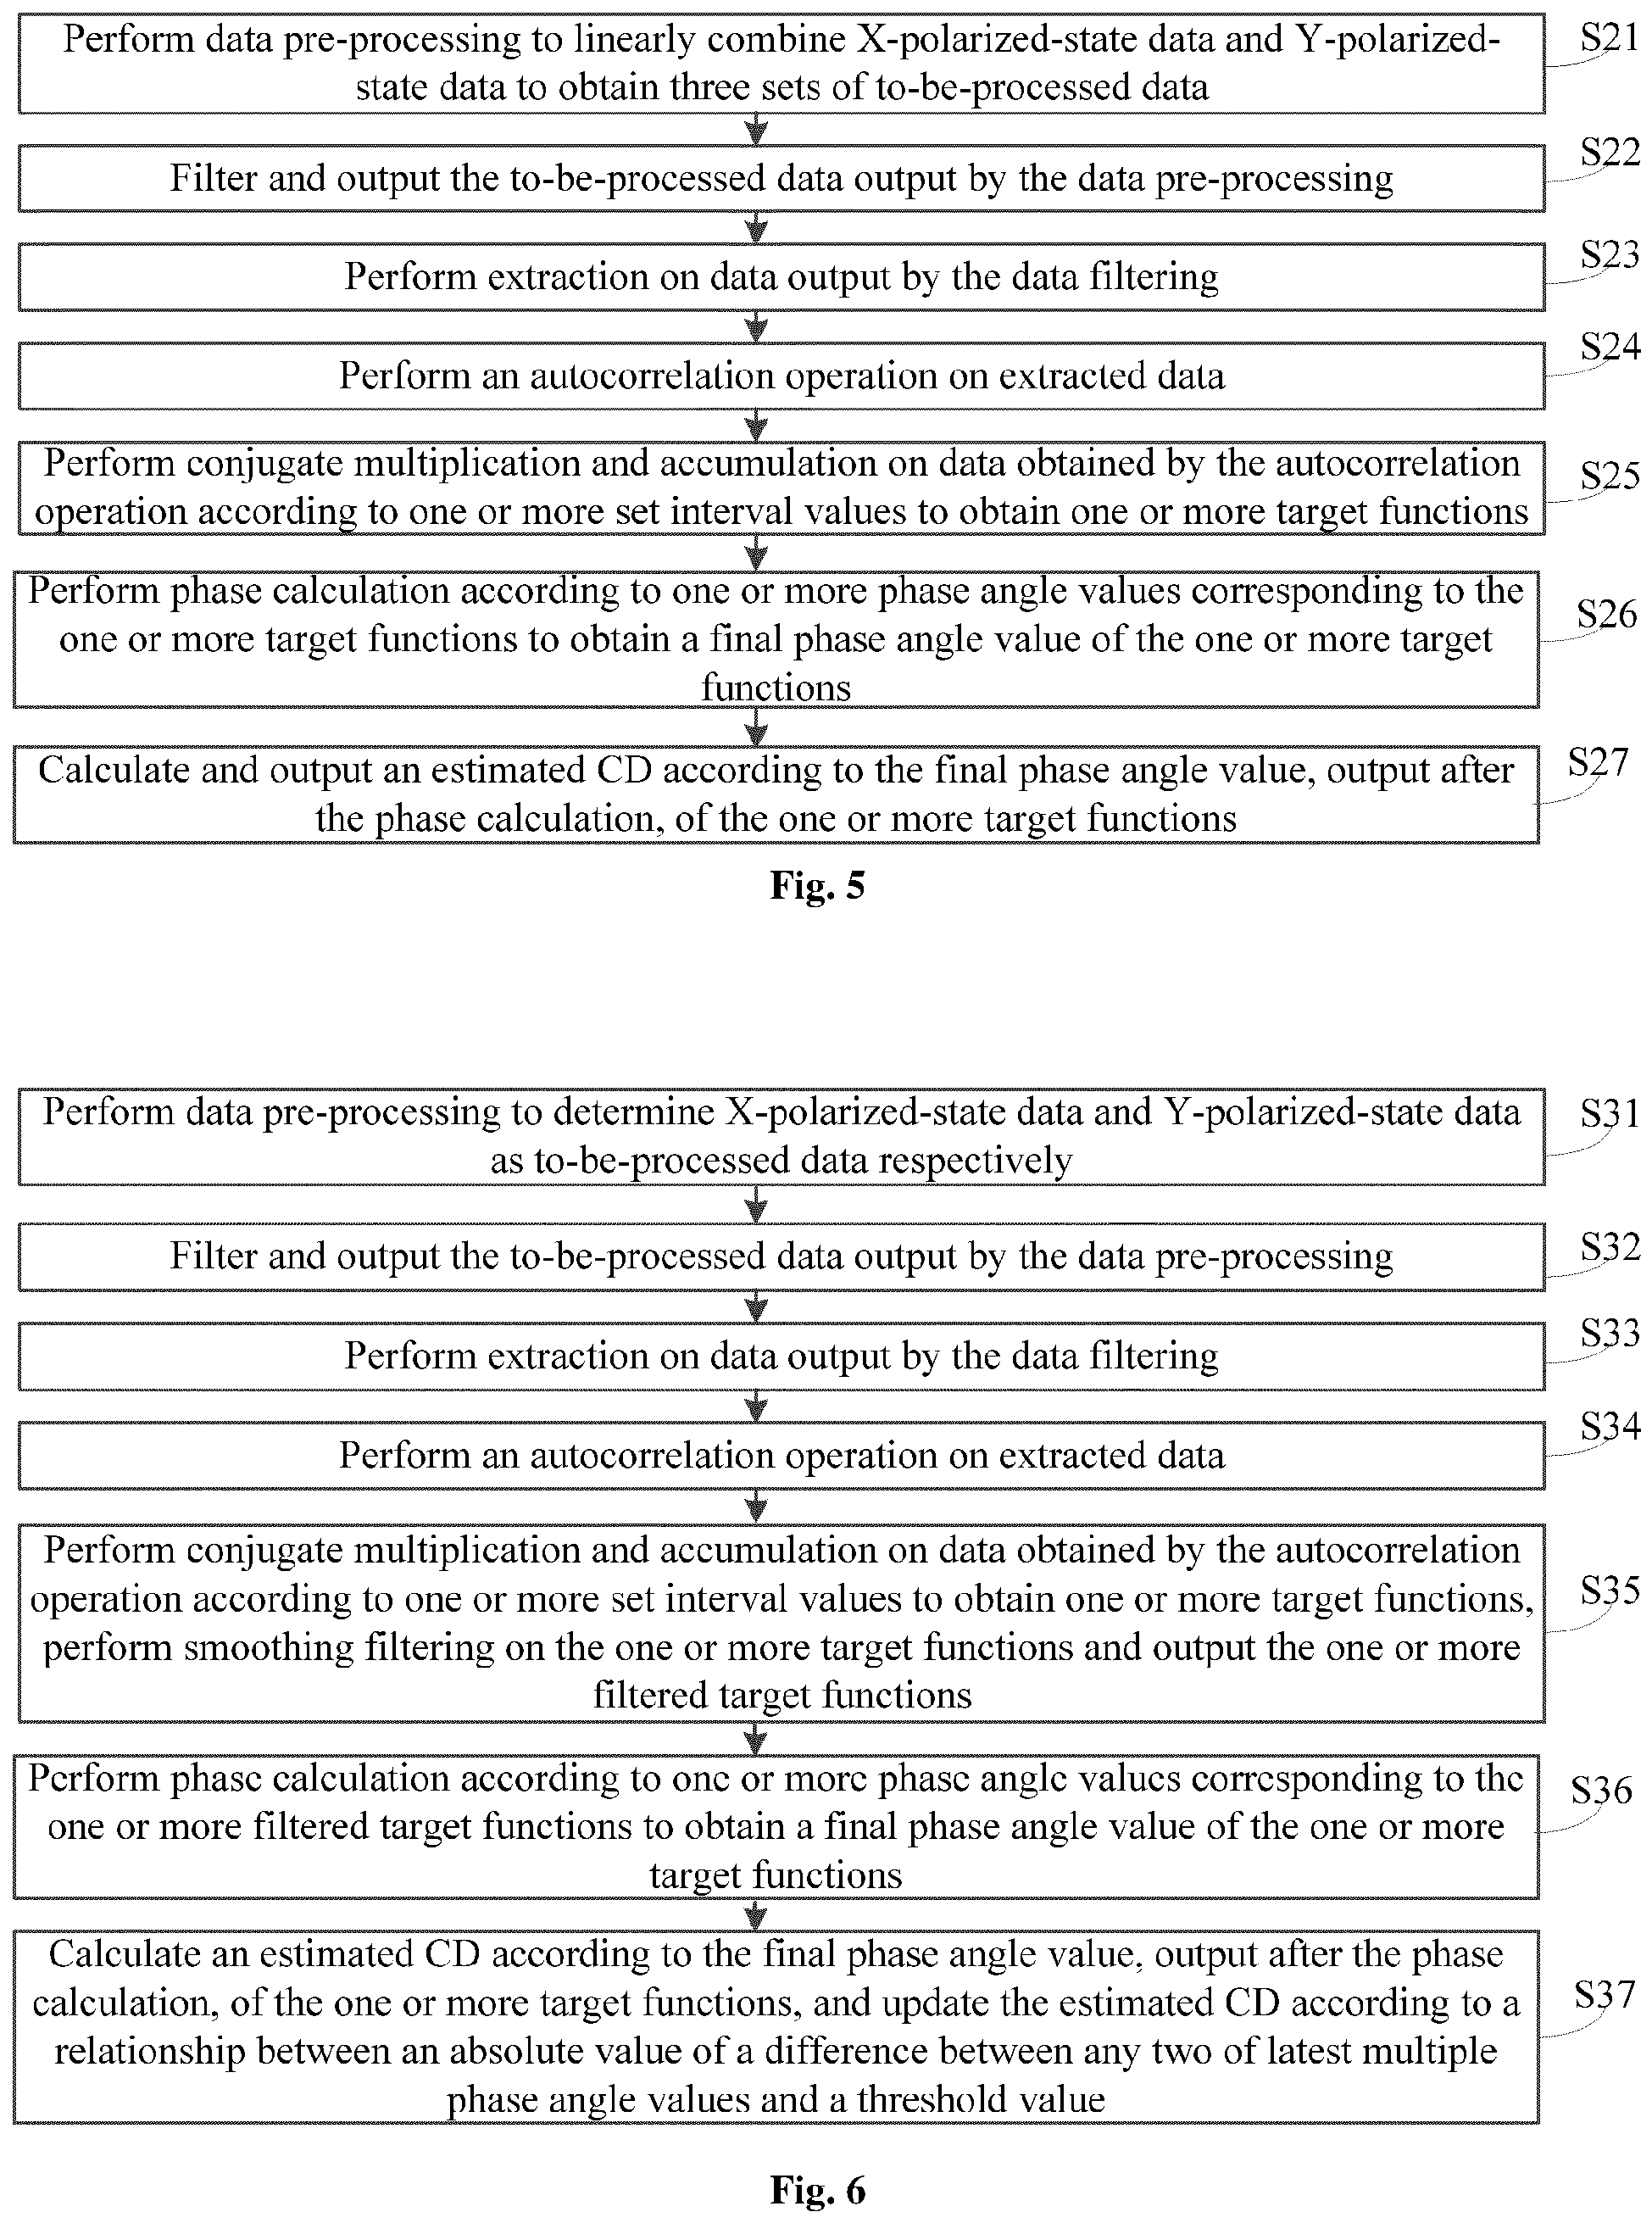 Perform data pre-processing to linearly combine X-polarized-state data and Y-polarized-
state data to obtain three sets of to-be-processed data
S21
Filter and output the to-be-processed data output by the data pre-processing
S22
Perform extraction on data output by the data filtering
S23
Perform an autocorrelation operation on extracted data
S24
Perform conjugate multiplication and accumulation on data obtained by the autocorrelation
operation according to one or more set interval values to obtain one or more target functions
S25
Perform phase calculation according to one or more phase angle values corresponding to the
one or more target functions to obtain a final phase angle value of the one or more target
functions
S26
Calculate and output an estimated CD according to the final phase angle value, output after
the phase calculation, of the one or more target functions
S27
Fig. 5
Perform data pre-processing to determine X-polarized-state data and Y-polarized-state data
as to-be-processed data respectively
S31
Filter and output the to-be-processed data output by the data pre-processing
S32
Perform extraction on data output by the data filtering
S33
Perform an autocorrelation operation on extracted data
S34
Perform conjugate multiplication and accumulation on data obtained by the autocorrelation
operation according to one or more set interval values to obtain one or more target functions,
perform smoothing filtering on the one or more target functions and output the one or more
filtered target functions
S35
Perform phase calculation according to one or more phase angle values corresponding to the
one or more filtered target functions to obtain a final phase angle value of the one or more
target functions
S36
Calculate an estimated CD according to the final phase angle value, output after the phase
calculation, of the one or more target functions, and update the estimated CD according to a
relationship between an absolute value of a difference between any two of latest multiple
phase angle values and a threshold value
S37
Fig. 6